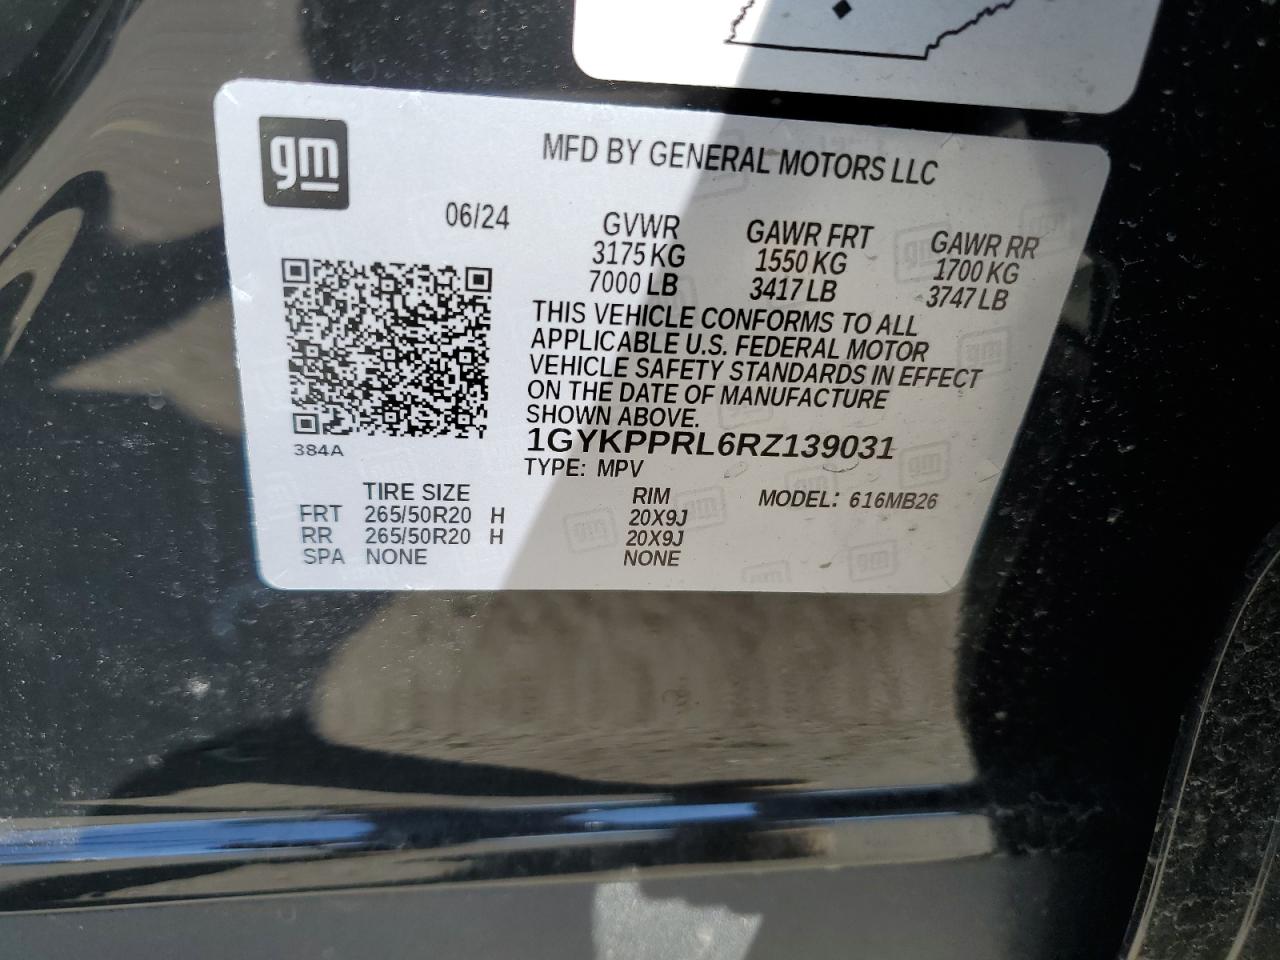 gm
MFD BY GENERAL MOTORS LLC
06/24
GVWR
3175 KG
7000 LB
GAWR FRT
1550 KG
3417 LB
GAWR RR
1700 KG
3747 LB
THIS VEHICLE CONFORMS TO ALL
APPLICABLE U.S. FEDERAL MOTOR
VEHICLE SAFETY STANDARDS IN EFFECT
ON THE DATE OF MANUFACTURE
SHOWN ABOVE.
1GYKPPRL6RZ139031
TYPE: MPV
384A
TIRE SIZE RIM MODEL: 616MB26
FRT 265/50R20 H 20X9J
RR 265/50R20 H 20X9J
SPA NONE NONE